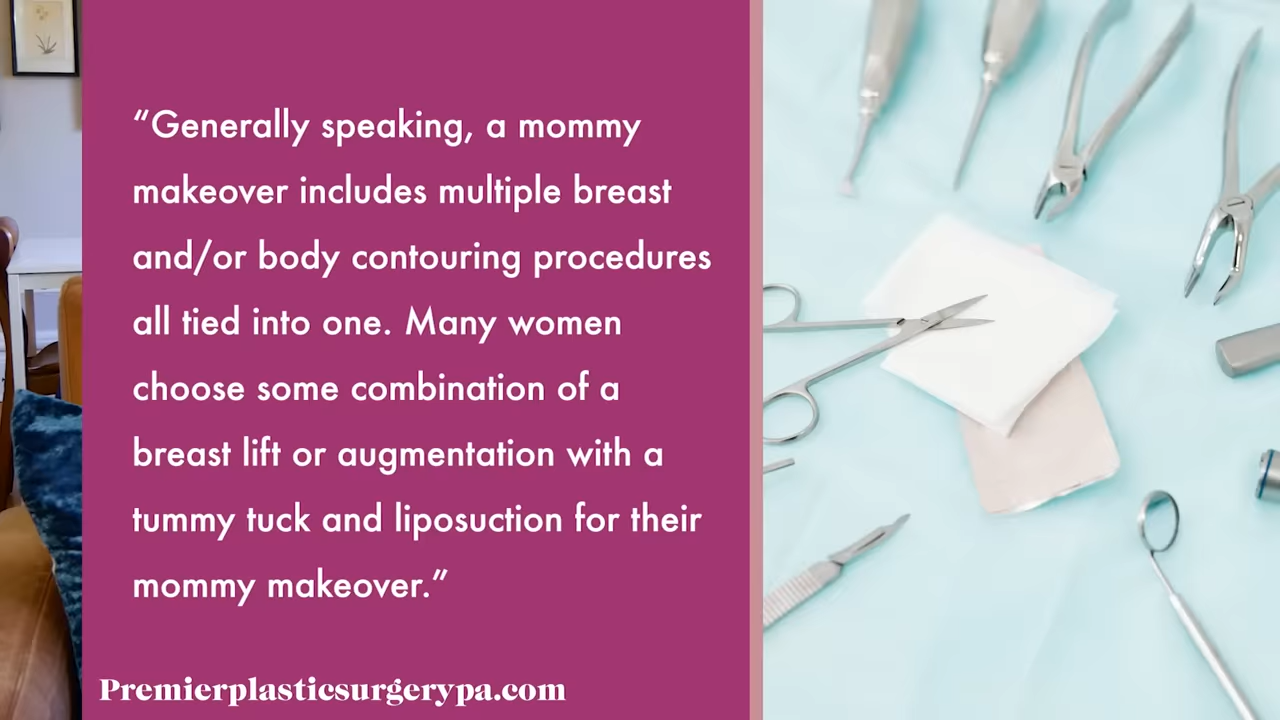 “Generally speaking, a mommy
makeover includes multiple breast
and/or body contouring procedures
all tied into one. Many women
choose some combination of a
breast lift or augmentation with a
tummy tuck and liposuction for their
mommy makeover.”
Premierplasticsurgerypa.com